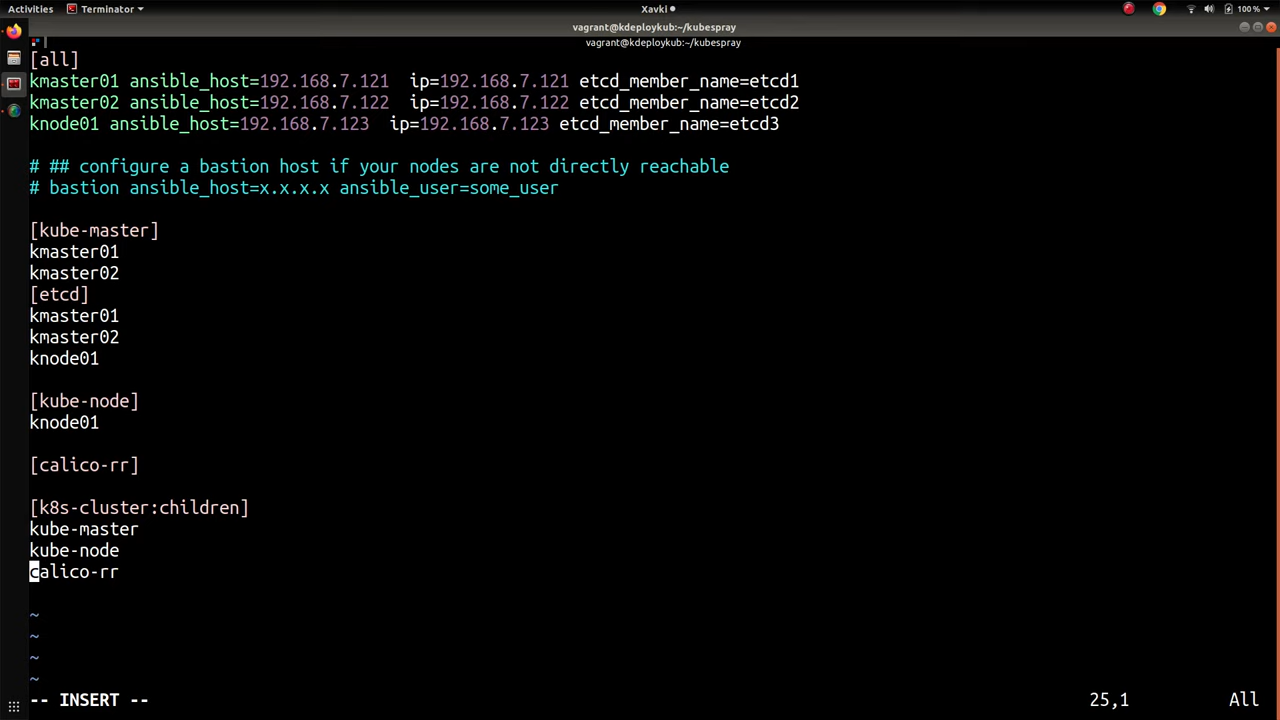 Activities Terminator Xavki 100 %
vagrant@kdeploykub:~/kubespray
vagrant@kdeploykub:~/kubespray
[all]
kmaster01 ansible_host=192.168.7.121  ip=192.168.7.121 etcd_member_name=etcd1
kmaster02 ansible_host=192.168.7.122  ip=192.168.7.122 etcd_member_name=etcd2
knode01 ansible_host=192.168.7.123  ip=192.168.7.123 etcd_member_name=etcd3
# ## configure a bastion host if your nodes are not directly reachable
# bastion ansible_host=x.x.x.x ansible_user=some_user
[kube-master]
kmaster01
kmaster02
[etcd]
kmaster01
kmaster02
knode01
[kube-node]
knode01
[calico-rr]
[k8s-cluster:children]
kube-master
kube-node
calico-rr
~
~
~
~
-- INSERT -- 25,1 All